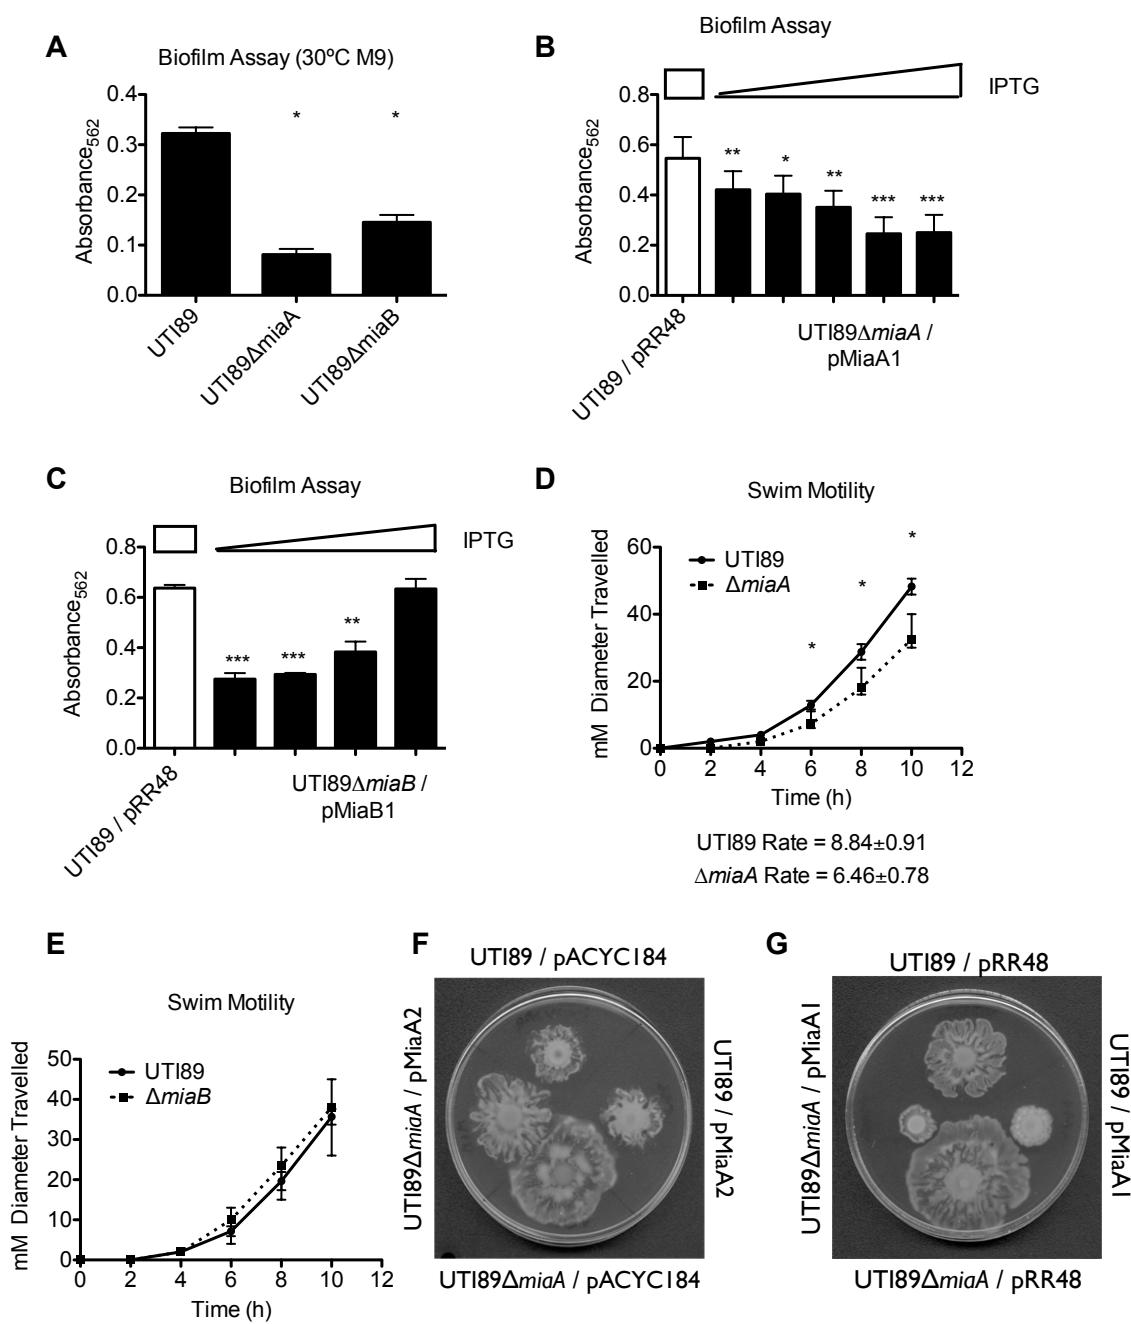 A
Biofilm Assay (30ºC M9)
Absorbance562
0.4
0.3
0.2
0.1
0.0
*
*
UTI89
UTI89ΔmiaA
UTI89ΔmiaB
B
Biofilm Assay
IPTG
Absorbance562
0.8
0.6
0.4
0.2
0.0
**
*
**
***
***
UTI89 / pRR48
UTI89ΔmiaA /
pMiaA1
C
Biofilm Assay
IPTG
Absorbance562
0.8
0.6
0.4
0.2
0.0
***
***
**
UTI89 / pRR48
UTI89ΔmiaB /
pMiaB1
D
Swim Motility
mM Diameter Travelled
60
40
20
0
UTI89
ΔmiaA
*
*
*
0 2 4 6 8 10 12
Time (h)
UTI89 Rate = 8.84±0.91
ΔmiaA Rate = 6.46±0.78
E
Swim Motility
mM Diameter Travelled
50
40
30
20
10
0
UTI89
ΔmiaB
0 2 4 6 8 10 12
Time (h)
F
UTI89 / pACYC184
UTI89ΔmiaA / pMiaA2
UTI89 / pMiaA2
UTI89ΔmiaA / pACYC184
G
UTI89 / pRR48
UTI89ΔmiaA / pMiaA1
UTI89 / pMiaA1
UTI89ΔmiaA / pRR48